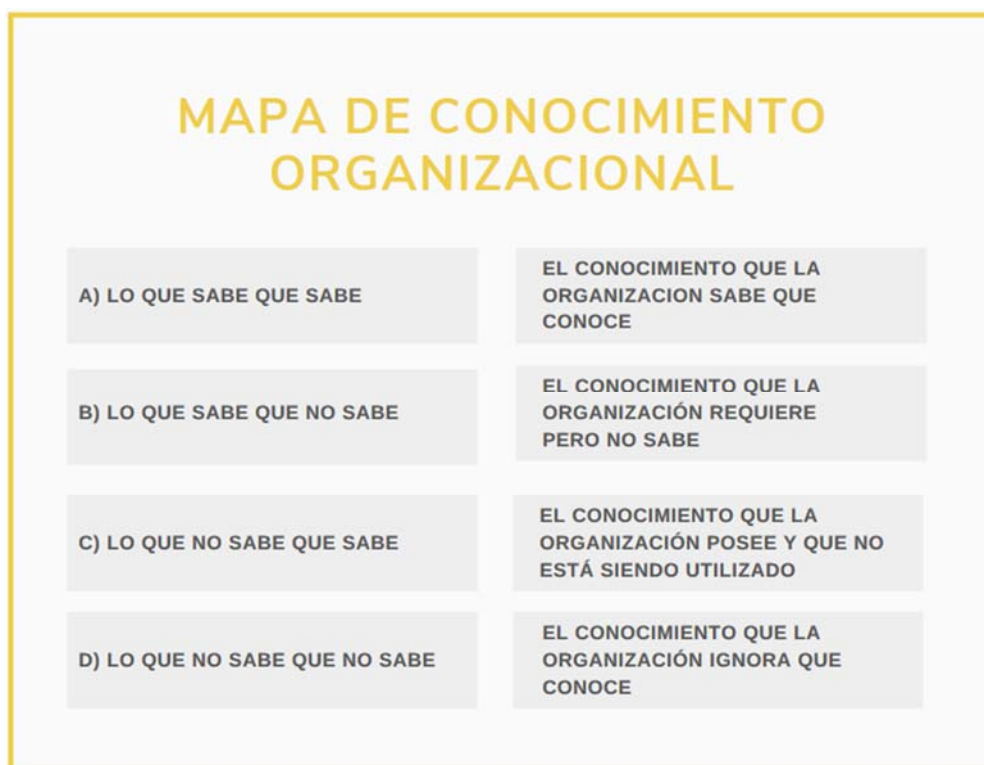 MAPA DE CONOCIMIENTO
ORGANIZACIONAL
A) LO QUE SABE QUE SABE
EL CONOCIMIENTO QUE LA
ORGANIZACION SABE QUE
CONOCE
B) LO QUE SABE QUE NO SABE
EL CONOCIMIENTO QUE LA
ORGANIZACIÓN REQUIERE
PERO NO SABE
C) LO QUE NO SABE QUE SABE
EL CONOCIMIENTO QUE LA
ORGANIZACIÓN POSEE Y QUE NO
ESTÁ SIENDO UTILIZADO
D) LO QUE NO SABE QUE NO SABE
EL CONOCIMIENTO QUE LA
ORGANIZACIÓN IGNORA QUE
CONOCE